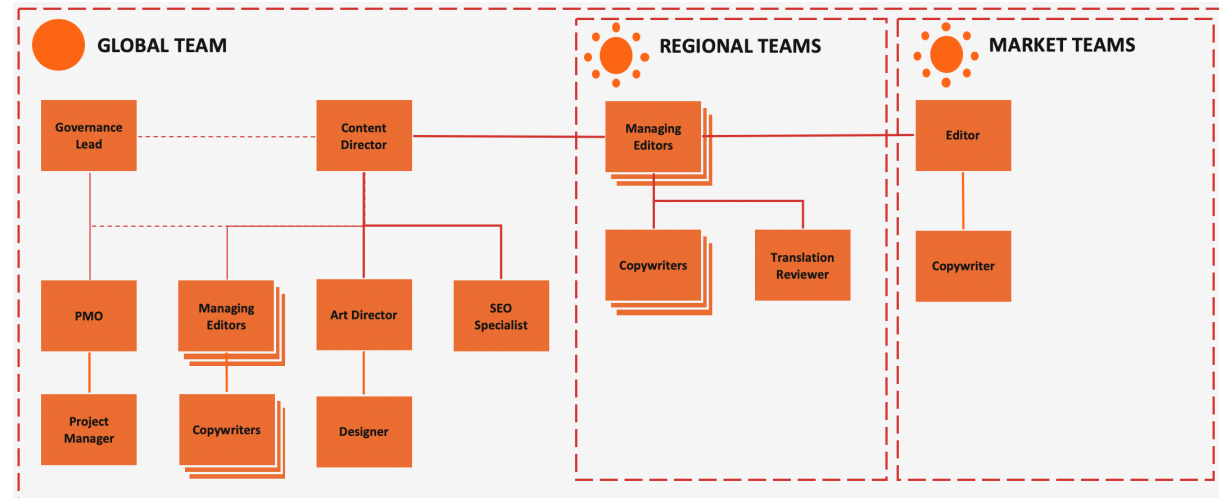 GLOBAL TEAM
REGIONAL TEAMS
MARKET TEAMS
Governance
Lead
Content
Director
Managing
Editors
Editor
Copywriters
Translation
Reviewer
Copywriter
PMO
Managing
Editors
Art Director
SEO
Specialist
Project
Manager
Copywriters
Designer